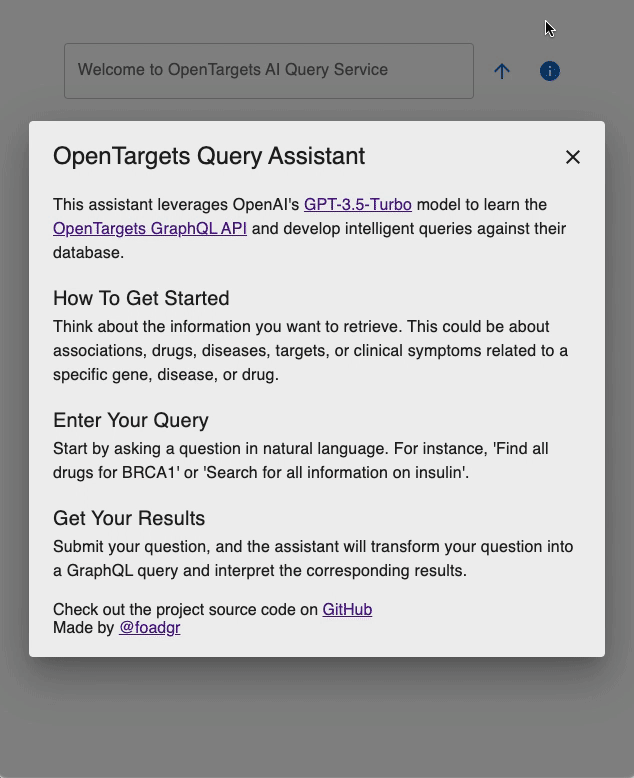 Welcome to OpenTargets AI Query Service
OpenTargets Query Assistant
This assistant leverages OpenAI's GPT-3.5-Turbo model to learn the
OpenTargets GraphQL API and develop intelligent queries against their
database.
How To Get Started
Think about the information you want to retrieve. This could be about
associations, drugs, diseases, targets, or clinical symptoms related to a
specific gene, disease, or drug.
Enter Your Query
Start by asking a question in natural language. For instance, 'Find all
drugs for BRCA1' or 'Search for all information on insulin'.
Get Your Results
Submit your question, and the assistant will transform your question into
a GraphQL query and interpret the corresponding results.
Check out the project source code on GitHub
Made by @foadgr